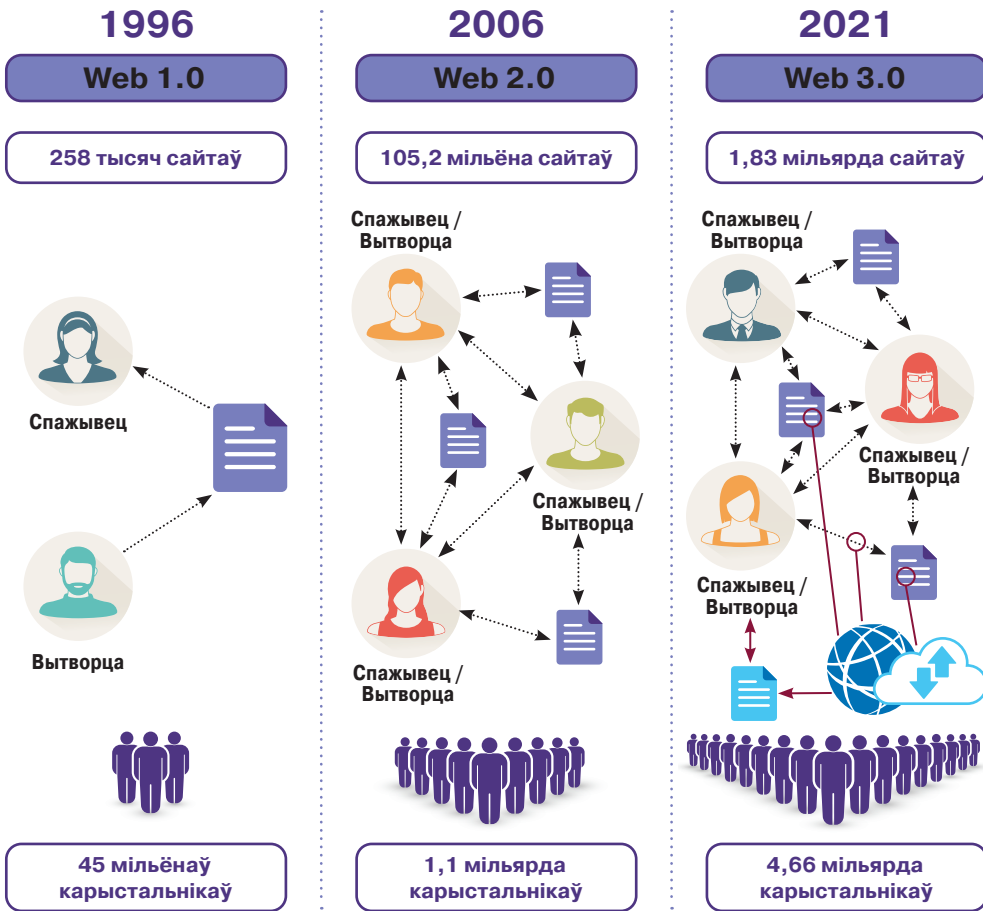 1996
Web 1.0
258 тысяч сайтаў
Спажывец
Вытворца
45 мільёнаў
карыстальнікаў
2006
Web 2.0
105,2 мільёна сайтаў
Спажывец /
Вытворца
Спажывец /
Вытворца
Спажывец /
Вытворца
1,1 мільярда
карыстальнікаў
2021
Web 3.0
1,83 мільярда сайтаў
Спажывец /
Вытворца
Спажывец /
Вытворца
Спажывец /
Вытворца
4,66 мільярда
карыстальнікаў